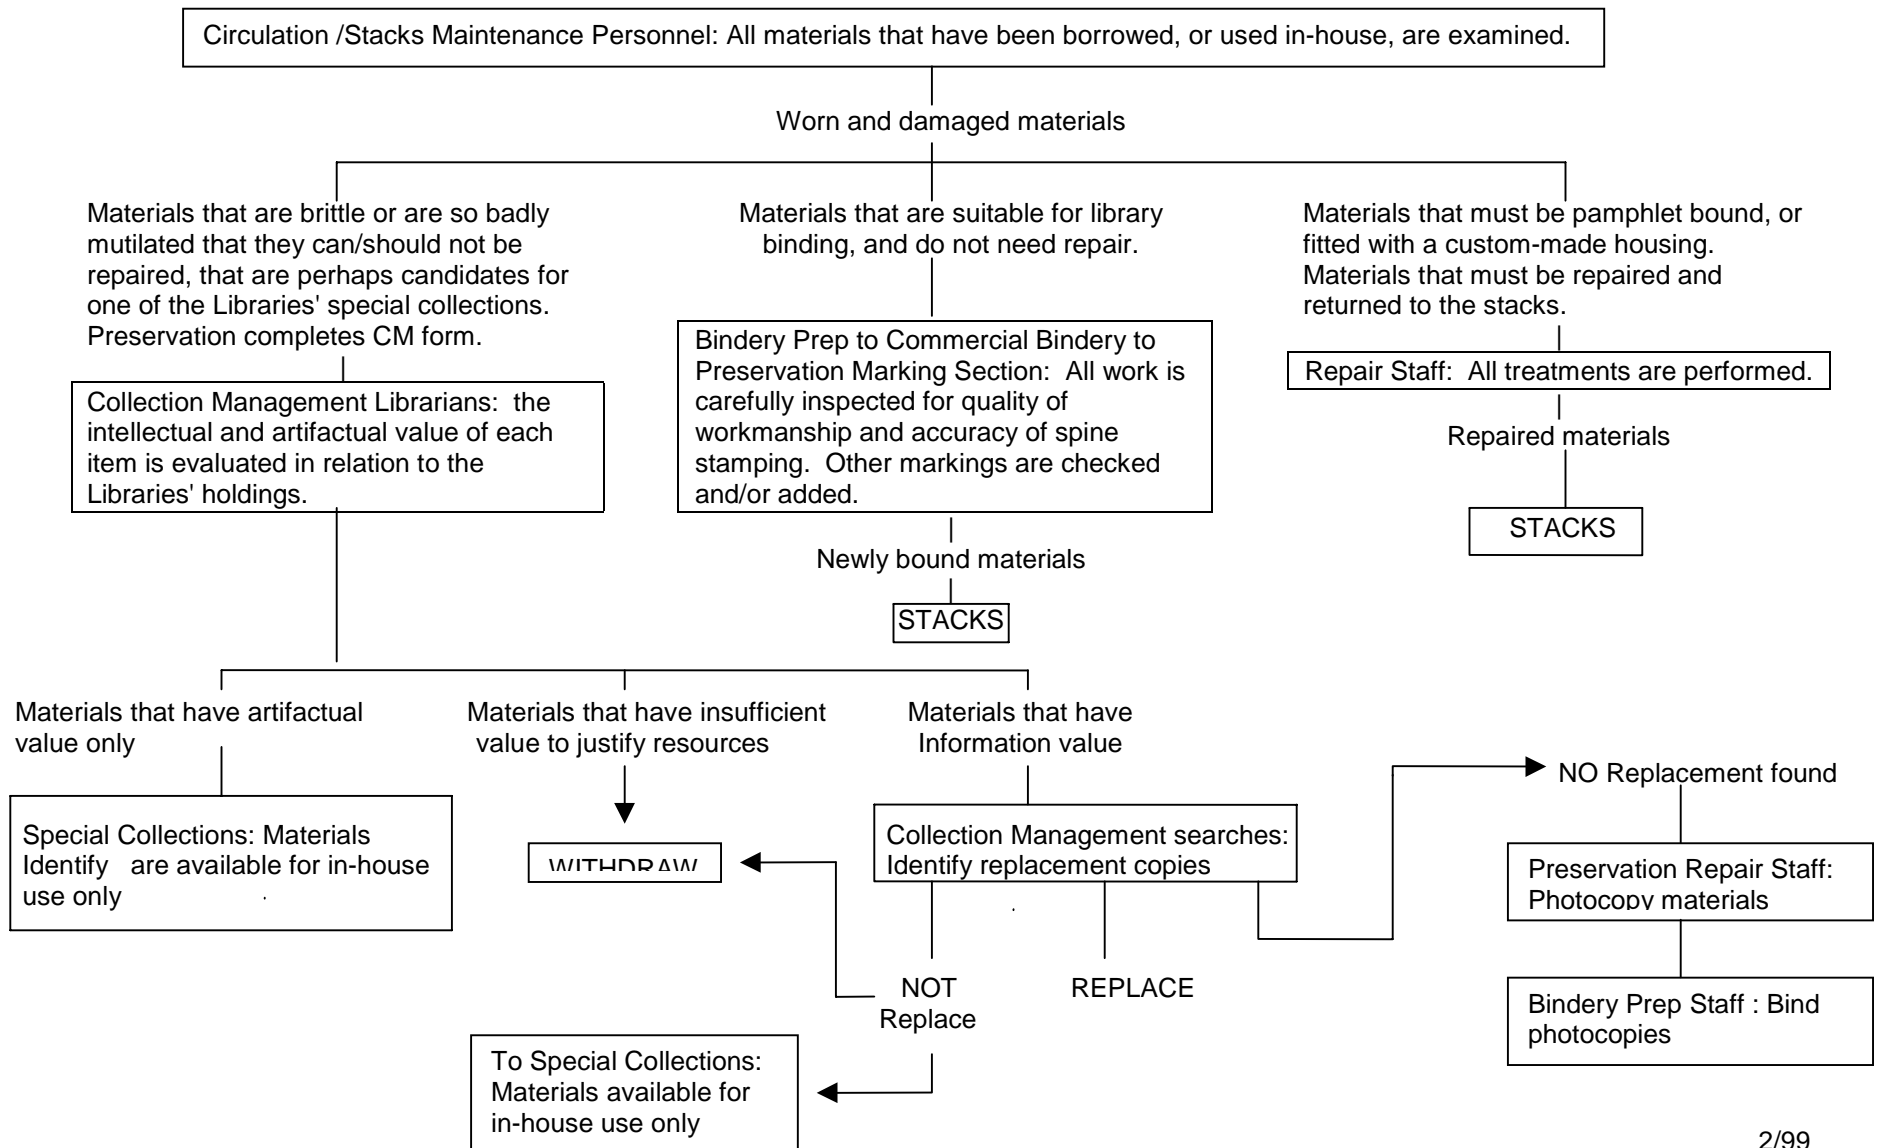 Circulation /Stacks Maintenance Personnel: All materials that have been borrowed, or used in-house, are examined.
Worn and damaged materials
Materials that are brittle or are so badly
mutilated that they can/should not be
repaired, that are perhaps candidates for
one of the Libraries' special collections.
Preservation completes CM form.
Materials that are suitable for library
binding, and do not need repair.
Materials that must be pamphlet bound, or
fitted with a custom-made housing.
Materials that must be repaired and
returned to the stacks.
Collection Management Librarians:  the
intellectual and artifactual value of each
item is evaluated in relation to the
Libraries' holdings.
Bindery Prep to Commercial Bindery to
Preservation Marking Section:  All work is
carefully inspected for quality of
workmanship and accuracy of spine
stamping.  Other markings are checked
and/or added.
Repair Staff:  All treatments are performed.
Repaired materials
STACKS
Newly bound materials
STACKS
Materials that have artifactual
value only
Materials that have insufficient
value to justify resources
Materials that have
Information value
NO Replacement found
Special Collections: Materials
Identify   are available for in-house
use only
WITHDRAW
Collection Management searches:
Identify replacement copies
Preservation Repair Staff:
Photocopy materials
NOT
Replace
REPLACE
Bindery Prep Staff : Bind
photocopies
To Special Collections:
Materials available for
in-house use only
2/99